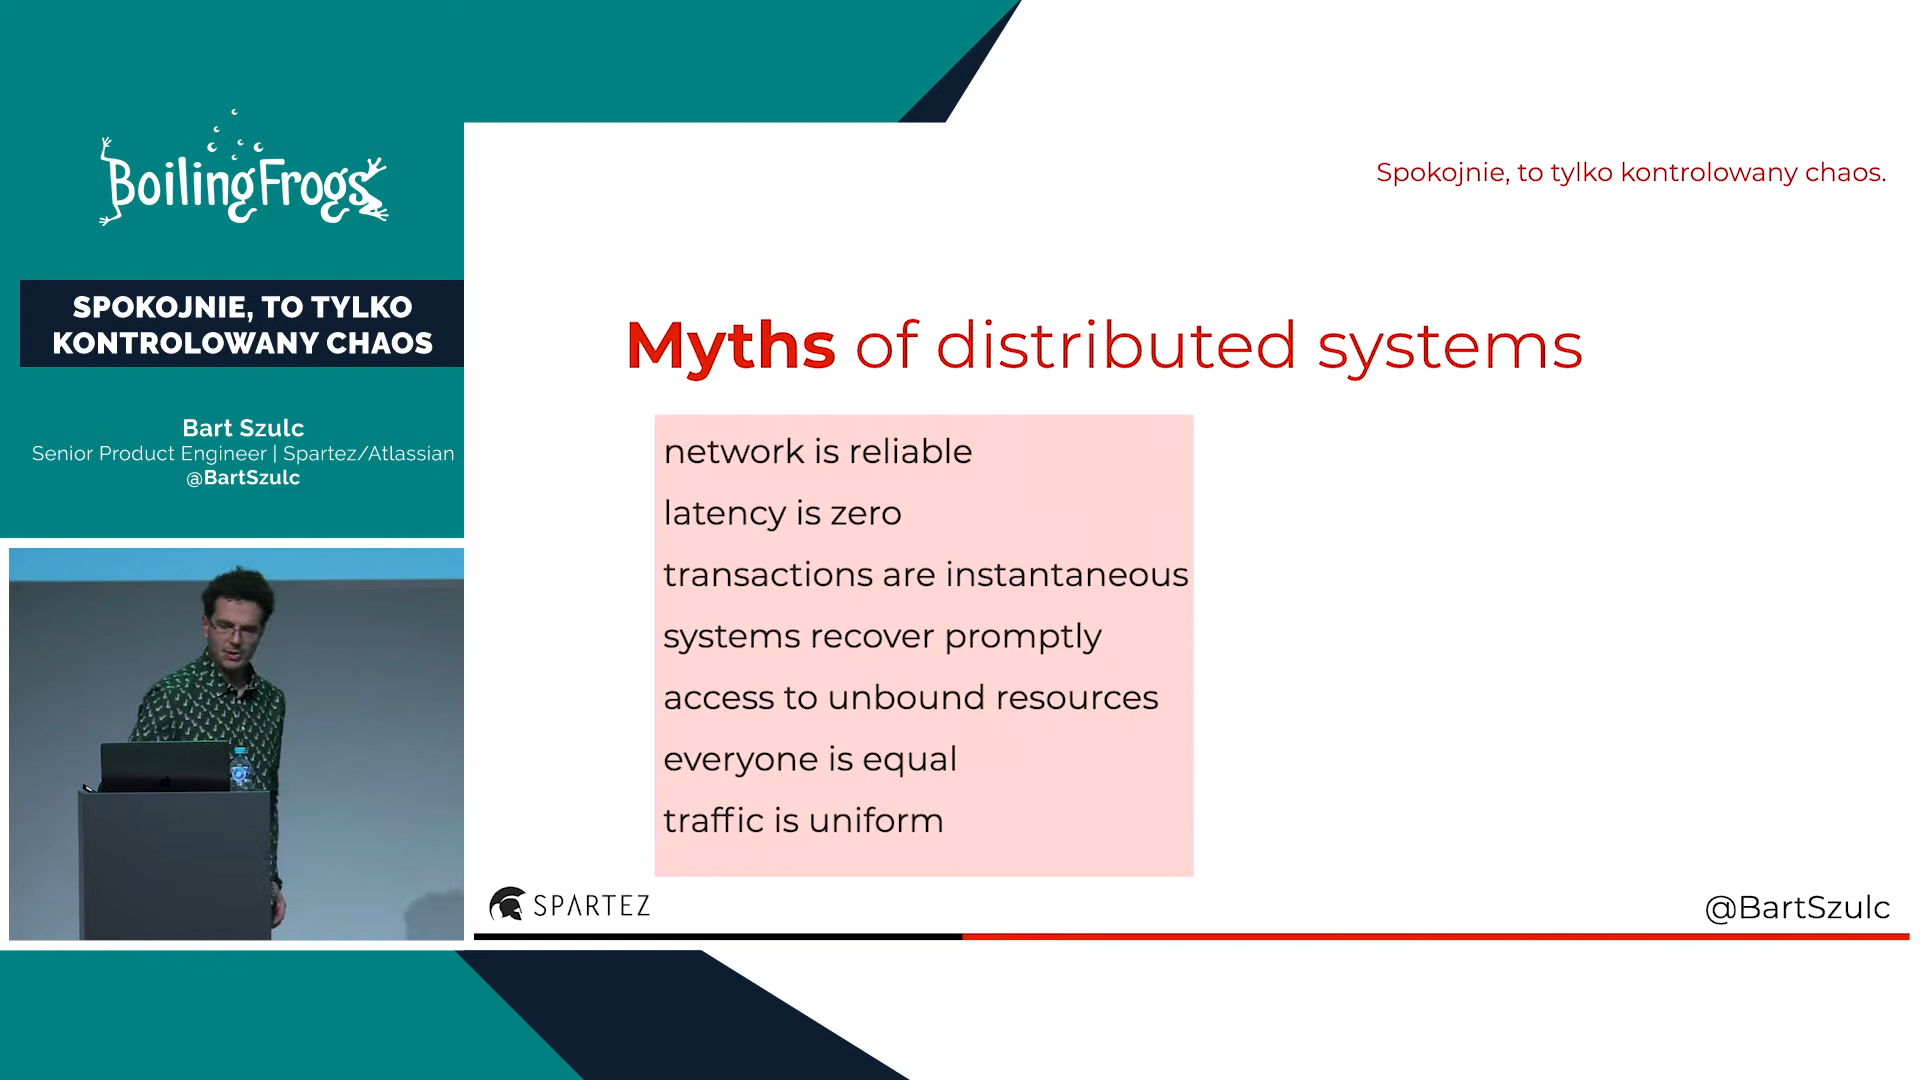 BoilingFrogs
SPOKOJNIE, TO TYLKO
KONTROLOWANY CHAOS
Bart Szulc
Senior Product Engineer | Spartez/Atlassian
@BartSzulc
Spokojnie, to tylko kontrolowany chaos.
Myths of distributed systems
network is reliable
latency is zero
transactions are instantaneous
systems recover promptly
access to unbound resources
everyone is equal
traffic is uniform
SPARTEZ
@BartSzulc